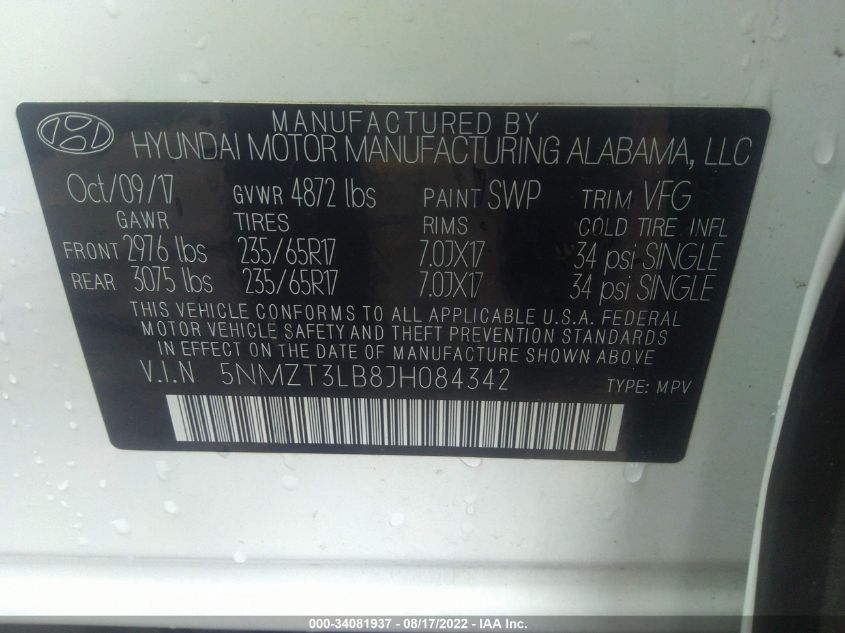 MANUFACTURED BY
HYUNDAI MOTOR MANUFACTURING ALABAMA, LLC
Oct/09/17 GVWR 4872 lbs PAINT SWP TRIM VFG
GAWR TIRES RIMS COLD TIRE INFL
FRONT 2976 lbs 235/65R17 7.0JX17 34 psi SINGLE
REAR 3075 lbs 235/65R17 7.0JX17 34 psi SINGLE
THIS VEHICLE CONFORMS TO ALL APPLICABLE U.S.A. FEDERAL
MOTOR VEHICLE SAFETY AND THEFT PREVENTION STANDARDS
IN EFFECT ON THE DATE OF MANUFACTURE SHOWN ABOVE
V.I.N 5NMZT3LB8JH084342 TYPE: MPV
000-34081937 - 08/17/2022 - IAA Inc.